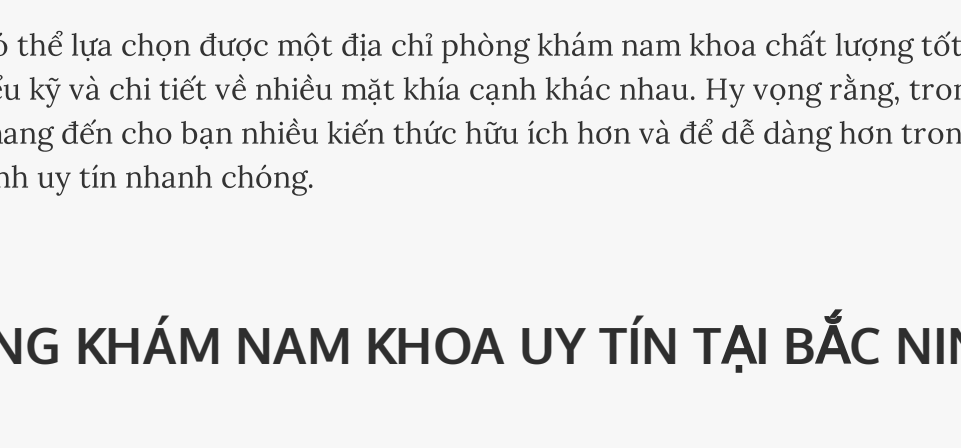 thể lựa chọn được một địa chỉ phòng khám nam khoa chất lượng tốt
kỹ và chi tiết về nhiều mặt khía cạnh khác nhau. Hy vọng rằng,
đến cho bạn nhiều kiến thức hữu ích hơn và để dễ dàng hơn
uy tín nhanh chóng.
KHÁM NAM KHOA UY TÍN TẠI BẮC